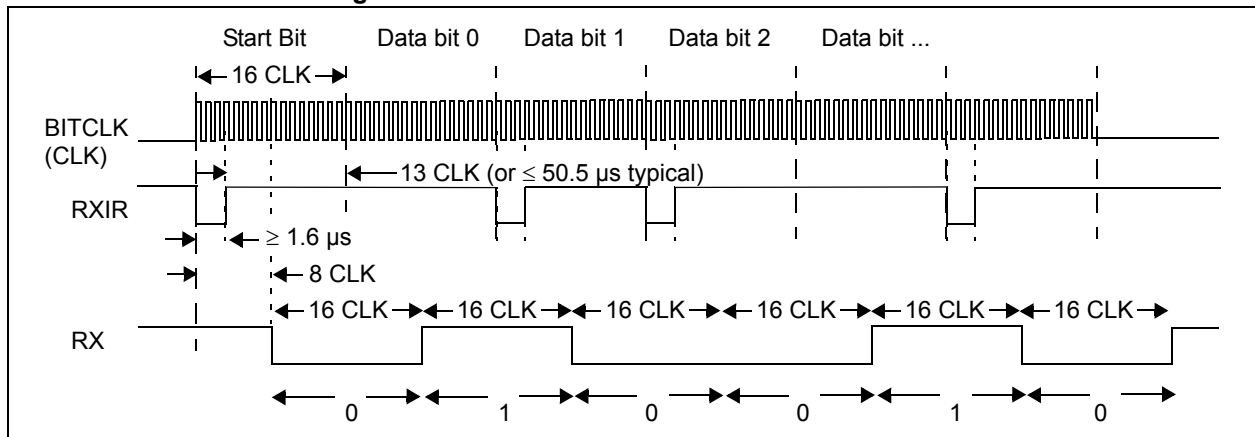 Start Bit Data bit 0 Data bit 1 Data bit 2 Data bit ...
16 CLK
BITCLK
(CLK)
13 CLK (or ≤ 50.5 μs typical)
RXIR
≥ 1.6 μs
8 CLK
16 CLK 16 CLK 16 CLK 16 CLK 16 CLK 16 CLK
RX
0 1 0 0 1 0